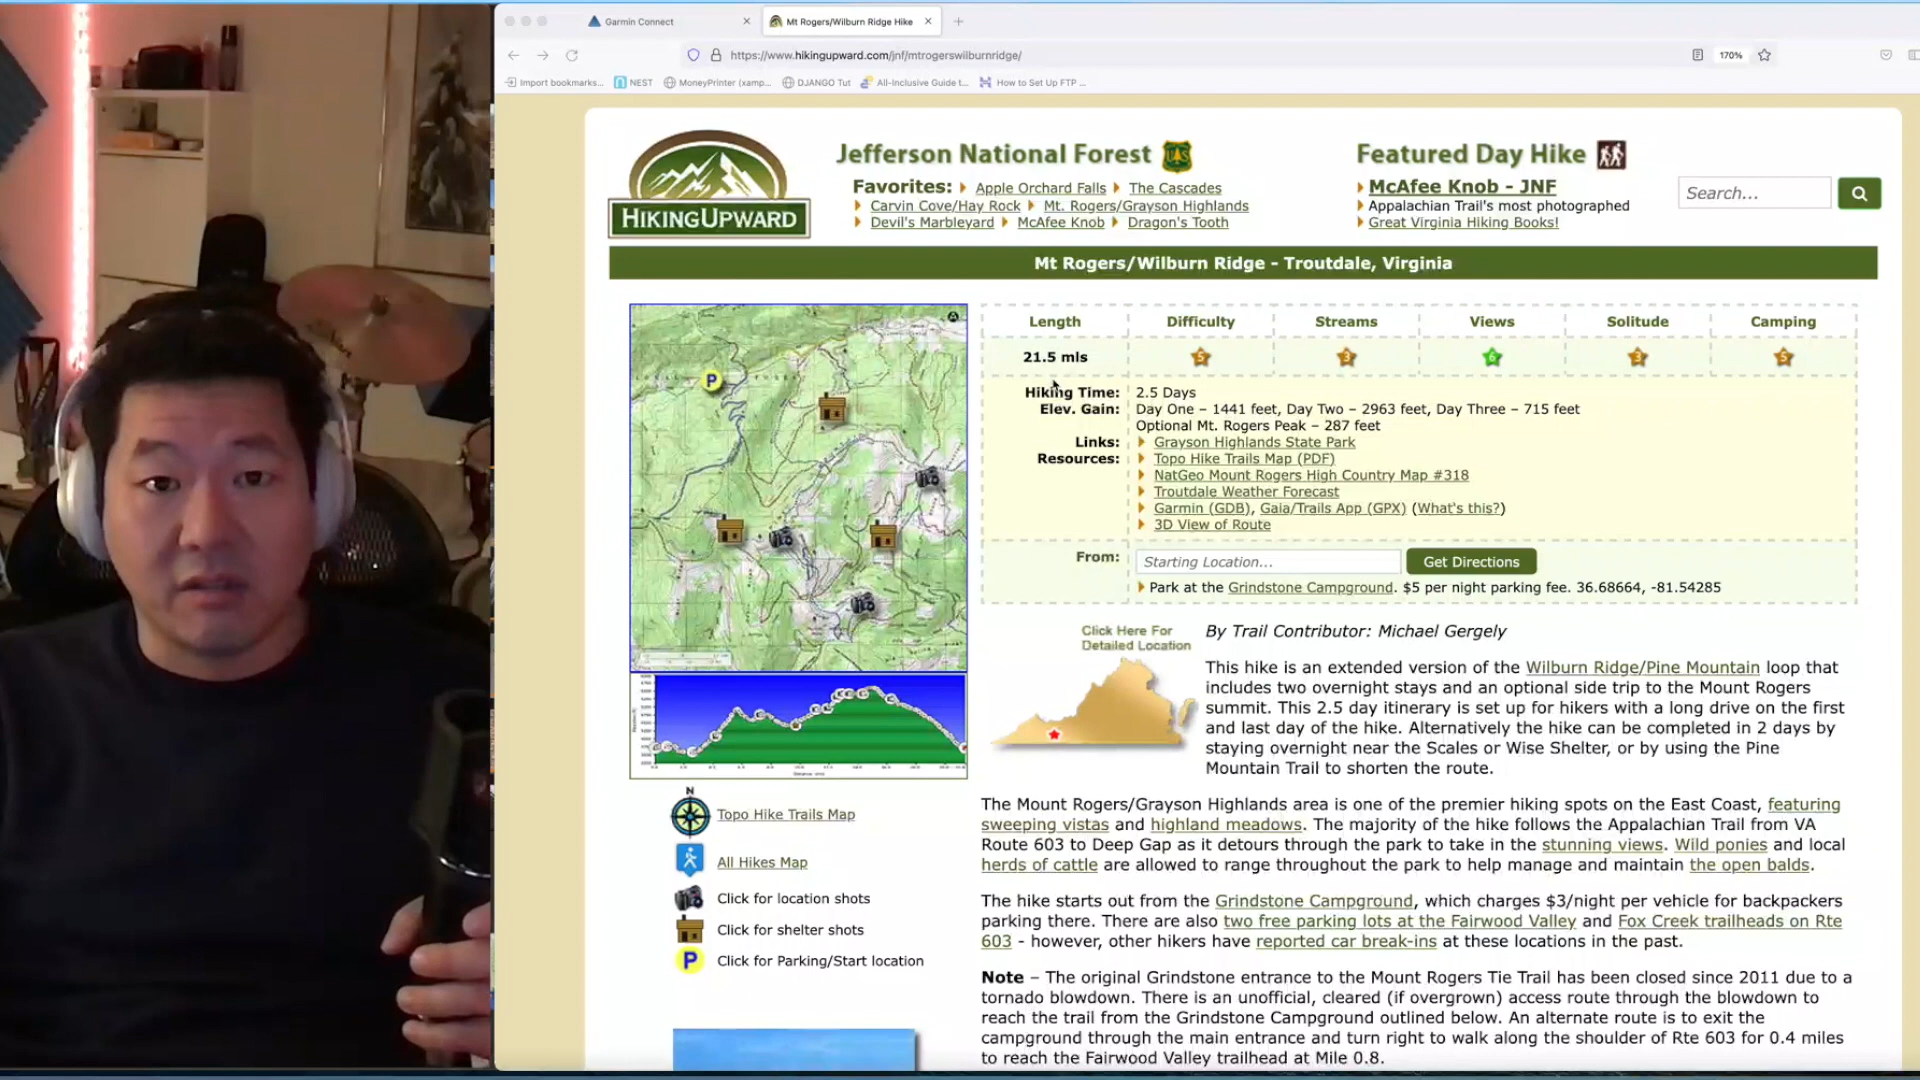 Garmin Connect
Mt Rogers/Wilburn Ridge Hike
https://www.hikingupward.com/jnf/mtrogerswilburnridge/
170%
Import bookmarks...
NEST
MoneyPrinter (xamp...
DJANGO Tut
All-Inclusive Guide t...
How to Set Up FTP ...
HIKINGUPWARD
Jefferson National Forest
Favorites: Apple Orchard Falls The Cascades
Carvin Cove/Hay Rock Mt. Rogers/Grayson Highlands
Devil's Marbleyard McAfee Knob Dragon's Tooth
Featured Day Hike
McAfee Knob - JNF
Appalachian Trail's most photographed
Great Virginia Hiking Books!
Search...
Mt Rogers/Wilburn Ridge - Troutdale, Virginia
Length Difficulty Streams Views Solitude Camping
21.5 mls 5 3 6 3 5
Hiking Time: 2.5 Days
Elev. Gain: Day One – 1441 feet, Day Two – 2963 feet, Day Three – 715 feet
Optional Mt. Rogers Peak – 287 feet
Links: Grayson Highlands State Park
Resources: Topo Hike Trails Map (PDF)
NatGeo Mount Rogers High Country Map #318
Troutdale Weather Forecast
Garmin (GDB), Gaia/Trails App (GPX) (What's this?)
3D View of Route
From: Starting Location... Get Directions
Park at the Grindstone Campground. $5 per night parking fee. 36.68664, -81.54285
P
Click Here For
Detailed Location
By Trail Contributor: Michael Gergely
This hike is an extended version of the Wilburn Ridge/Pine Mountain loop that
includes two overnight stays and an optional side trip to the Mount Rogers
summit. This 2.5 day itinerary is set up for hikers with a long drive on the first
and last day of the hike. Alternatively the hike can be completed in 2 days by
staying overnight near the Scales or Wise Shelter, or by using the Pine
Mountain Trail to shorten the route.
N
Topo Hike Trails Map
All Hikes Map
Click for location shots
Click for shelter shots
P Click for Parking/Start location
The Mount Rogers/Grayson Highlands area is one of the premier hiking spots on the East Coast, featuring
sweeping vistas and highland meadows. The majority of the hike follows the Appalachian Trail from VA
Route 603 to Deep Gap as it detours through the park to take in the stunning views. Wild ponies and local
herds of cattle are allowed to range throughout the park to help manage and maintain the open balds.
The hike starts out from the Grindstone Campground, which charges $3/night per vehicle for backpackers
parking there. There are also two free parking lots at the Fairwood Valley and Fox Creek trailheads on Rte
603 - however, other hikers have reported car break-ins at these locations in the past.
Note – The original Grindstone entrance to the Mount Rogers Tie Trail has been closed since 2011 due to a
tornado blowdown. There is an unofficial, cleared (if overgrown) access route through the blowdown to
reach the trail from the Grindstone Campground outlined below. An alternate route is to exit the
campground through the main entrance and turn right to walk along the shoulder of Rte 603 for 0.4 miles
to reach the Fairwood Valley trailhead at Mile 0.8.